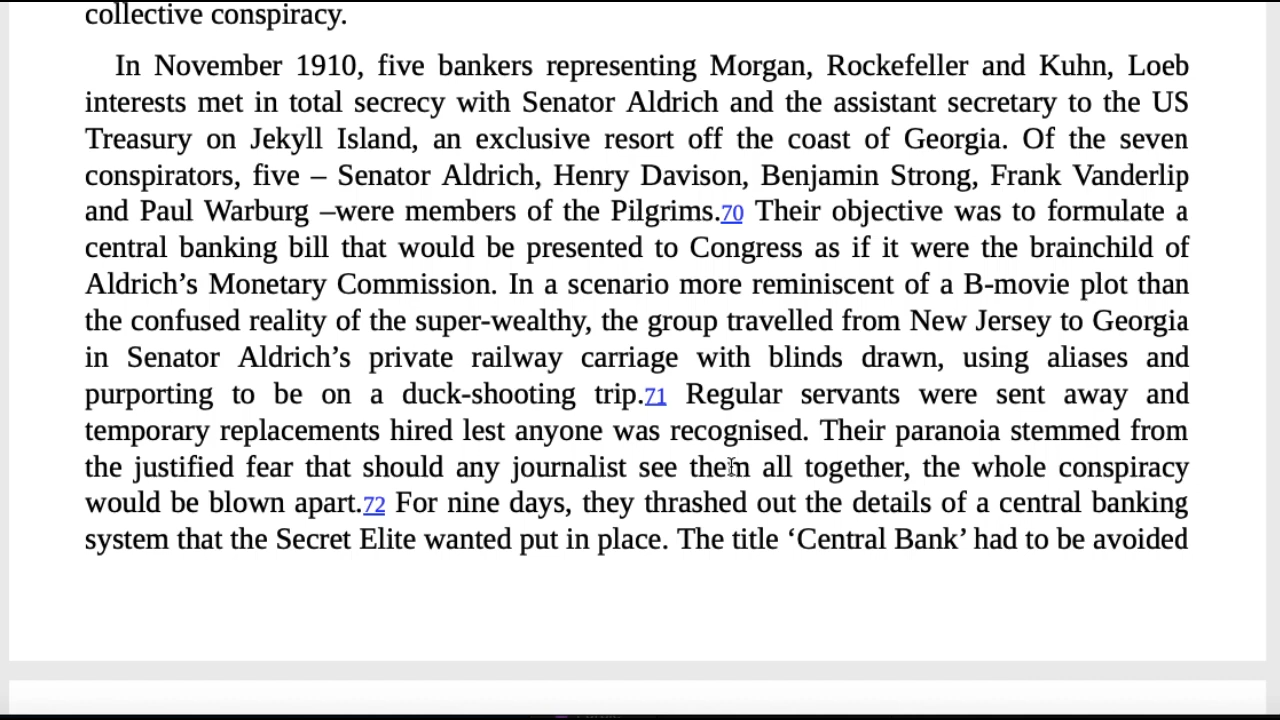 collective conspiracy.
In November 1910, five bankers representing Morgan, Rockefeller and Kuhn, Loeb
interests met in total secrecy with Senator Aldrich and the assistant secretary to the US
Treasury on Jekyll Island, an exclusive resort off the coast of Georgia. Of the seven
conspirators, five – Senator Aldrich, Henry Davison, Benjamin Strong, Frank Vanderlip
and Paul Warburg –were members of the Pilgrims.70 Their objective was to formulate a
central banking bill that would be presented to Congress as if it were the brainchild of
Aldrich’s Monetary Commission. In a scenario more reminiscent of a B-movie plot than
the confused reality of the super-wealthy, the group travelled from New Jersey to Georgia
in Senator Aldrich’s private railway carriage with blinds drawn, using aliases and
purporting to be on a duck-shooting trip.71 Regular servants were sent away and
temporary replacements hired lest anyone was recognised. Their paranoia stemmed from
the justified fear that should any journalist see them all together, the whole conspiracy
would be blown apart.72 For nine days, they thrashed out the details of a central banking
system that the Secret Elite wanted put in place. The title ‘Central Bank’ had to be avoided